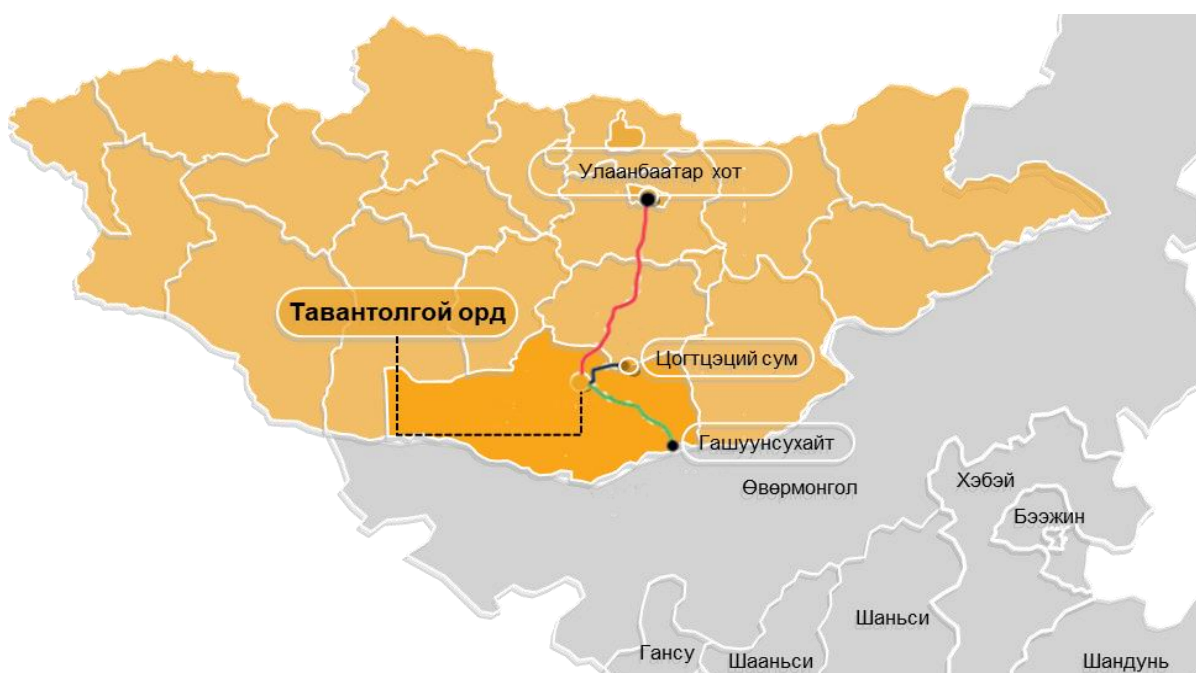 Улаанбаатар хот
Тавантолгой орд
Цогтцэций сум
Гашуунсухайт
Өвөрмонгол
Хэбэй
Бээжин
Шаньси
Гансу
Шааньси
Шандунь